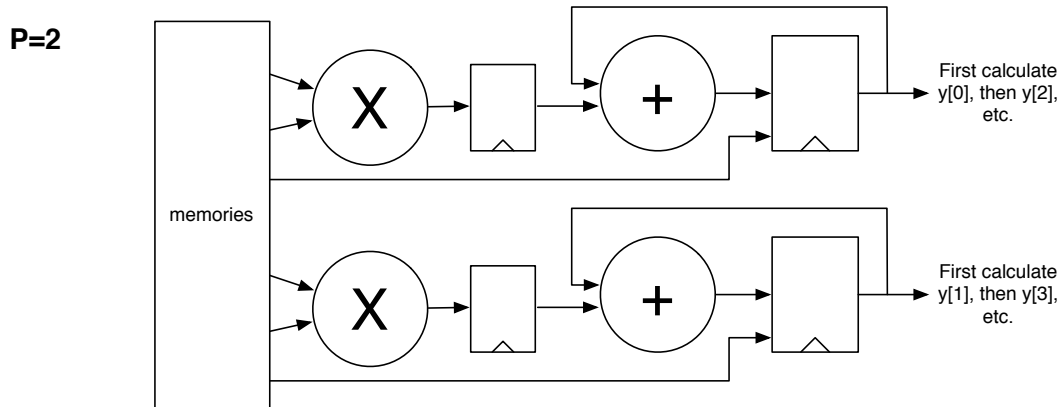 P=2
X
+
First calculate
y[0], then y[2],
etc.
memories
X
+
First calculate
y[1], then y[3],
etc.